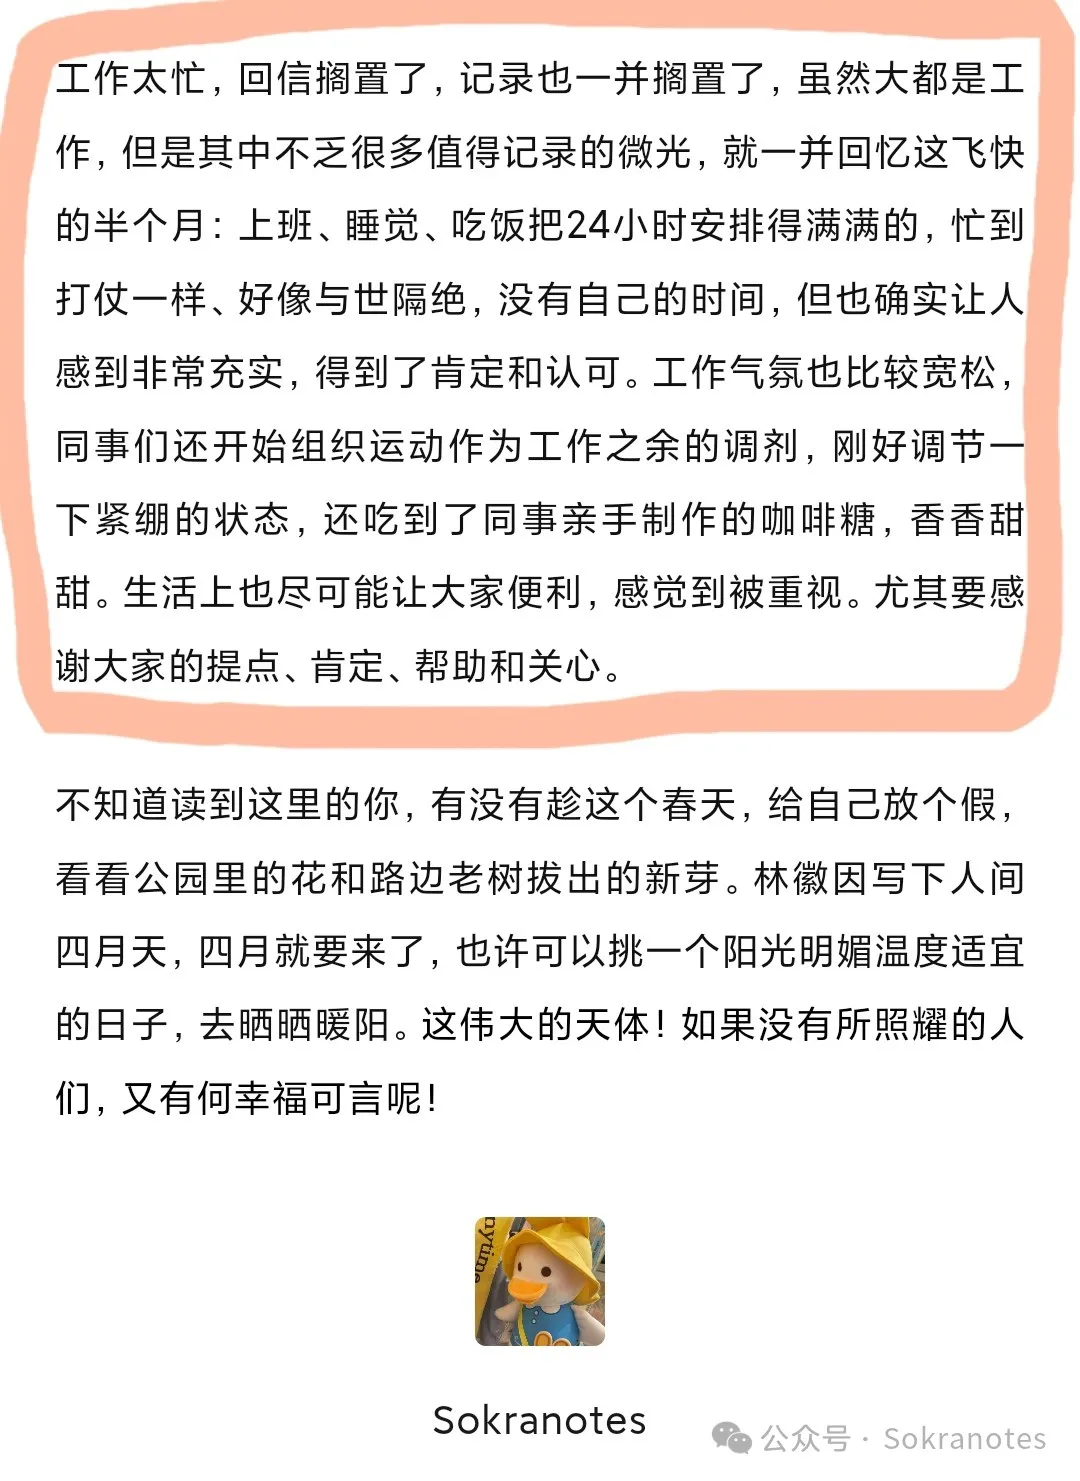 工作太忙，回信搁置了，记录也一并搁置了，虽然大都是工
作，但是其中不乏很多值得记录的微光，就一并回忆这飞快
的半个月：上班、睡觉、吃饭把24小时安排得满满的，忙到
打仗一样、好像与世隔绝，没有自己的时间，但也确实让人
感到非常充实，得到了肯定和认可。工作气氛也比较宽松，
同事们还开始组织运动作为工作之余的调剂，刚好调节一
下紧绷的状态，还吃到了同事亲手制作的咖啡糖，香香甜
甜。生活上也尽可能让大家便利，感觉到被重视。尤其要感
谢大家的提点、肯定、帮助和关心。
不知道读到这里的你，有没有趁这个春天，给自己放个假，
看看公园里的花和路边老树拔出的新芽。林徽因写下人间
四月天，四月就要来了，也许可以挑一个阳光明媚温度适宜
的日子，去晒晒暖阳。这伟大的天体！如果没有所照耀的人
们，又有何幸福可言呢！
nytime
Sokranotes
公众号 · Sokranotes